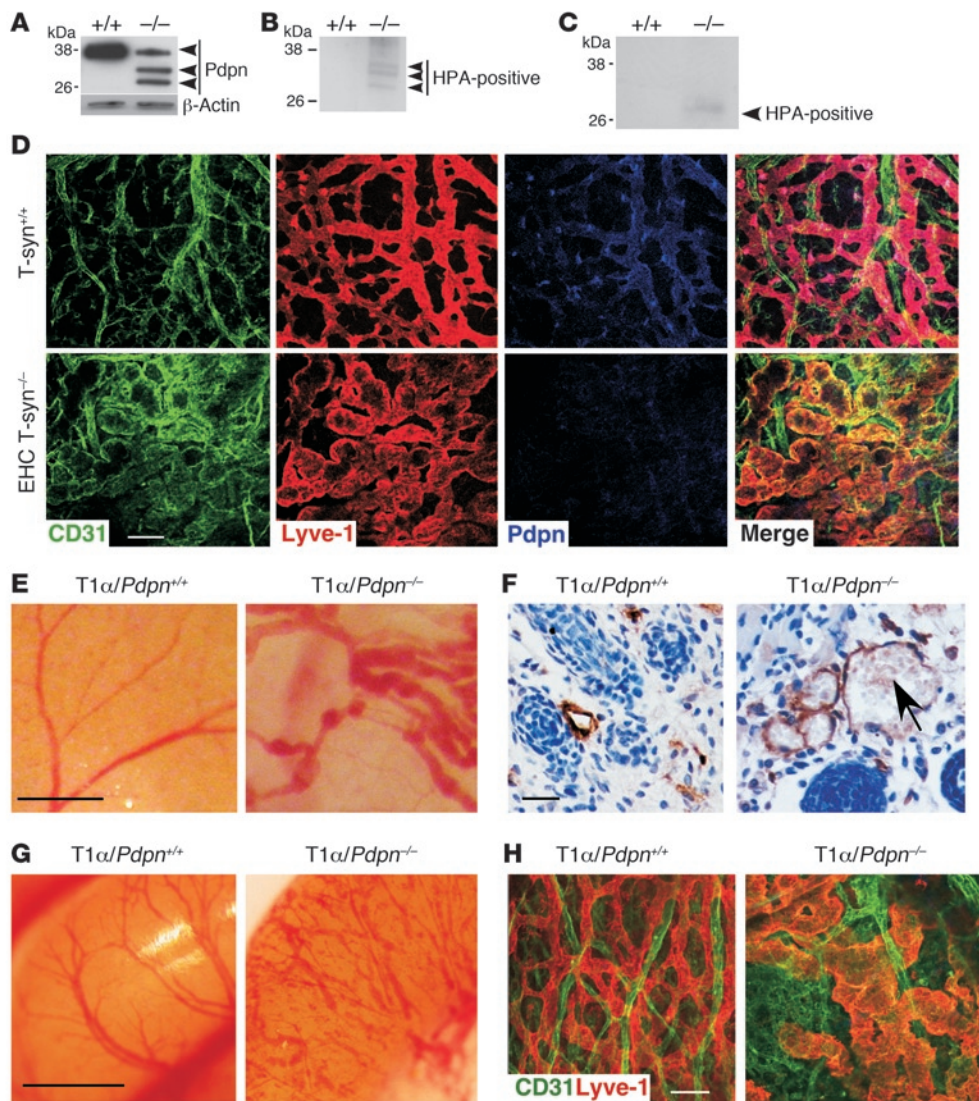 A
+/+ –/–
kDa
38
26
Pdpn
β-Actin
B
+/+ –/–
kDa
38
26
HPA-positive
C
+/+ –/–
kDa
38
26
HPA-positive
D
T-syn+/+
EHC T-syn–/–
CD31
Lyve-1
Pdpn
Merge
E
T1α/Pdpn+/+ T1α/Pdpn–/–
F
T1α/Pdpn+/+ T1α/Pdpn–/–
G
T1α/Pdpn+/+ T1α/Pdpn–/–
H
T1α/Pdpn+/+ T1α/Pdpn–/–
CD31Lyve-1